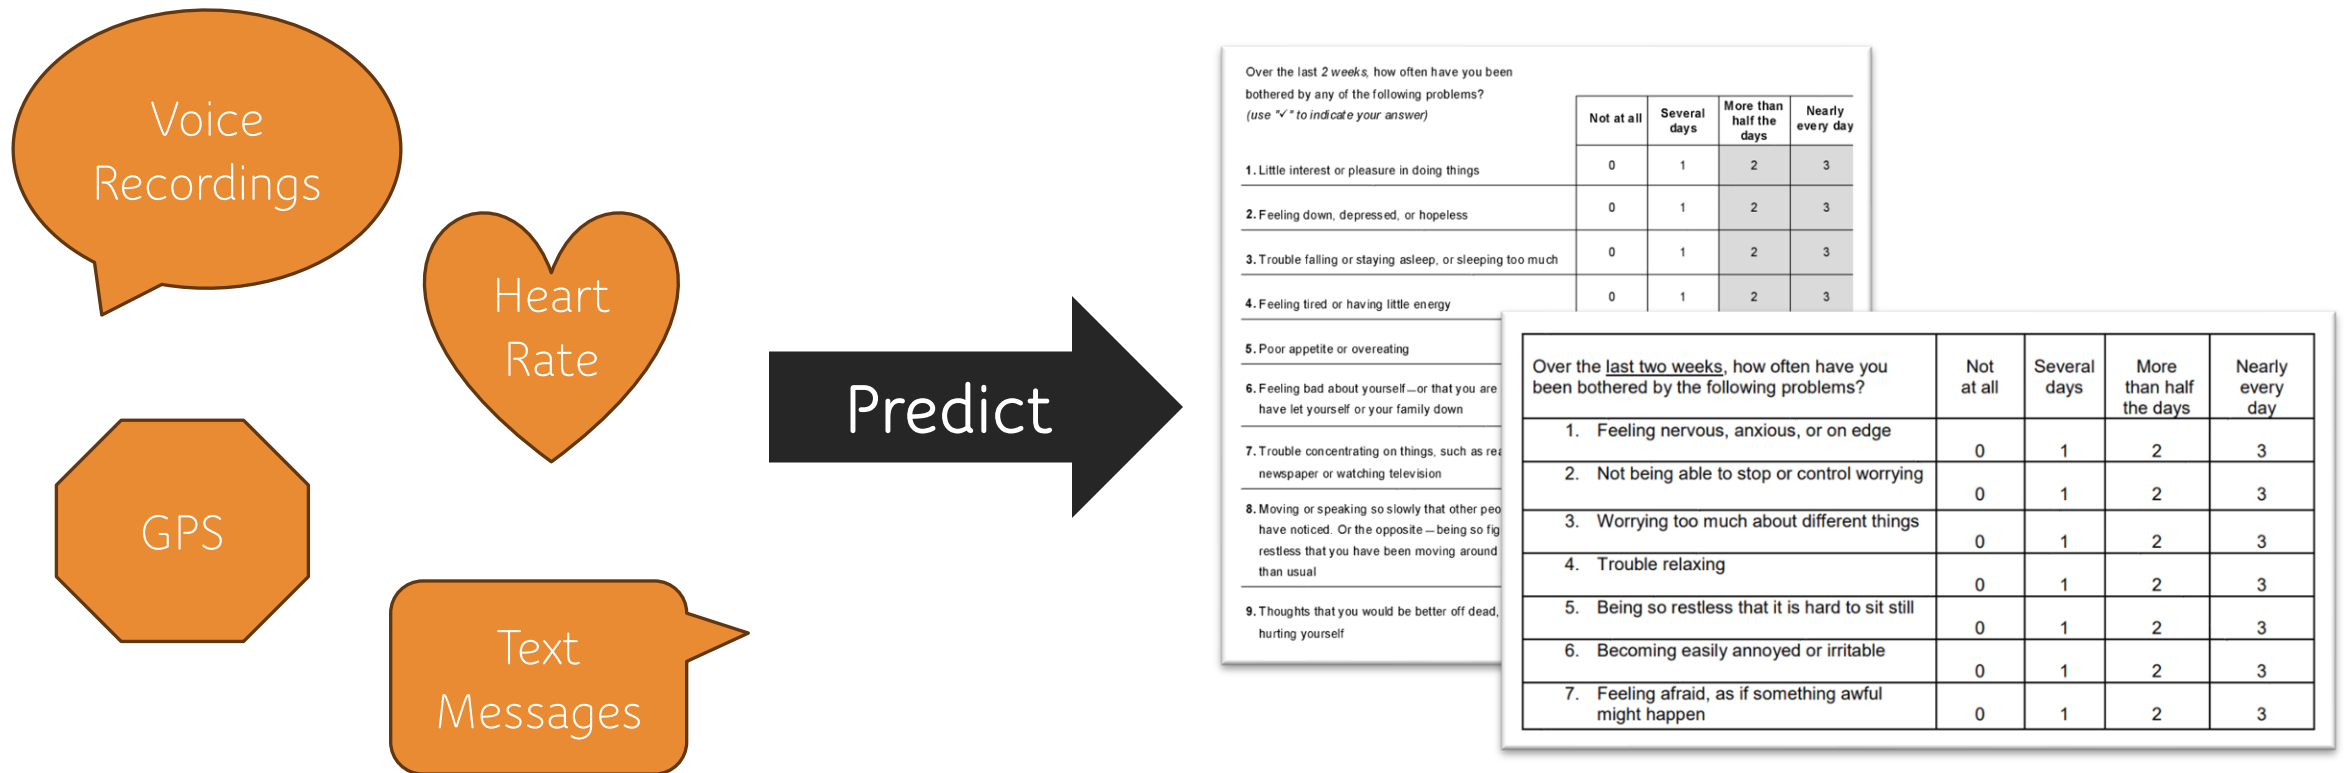 Voice
Recordings
Heart
Rate
GPS
Text
Messages
Predict
Over the last 2 weeks, how often have you been
bothered by any of the following problems?
(use "✓" to indicate your answer)
Not at all
Several
days
More than
half the
days
Nearly
every day
1. Little interest or pleasure in doing things 0 1 2 3
2. Feeling down, depressed, or hopeless 0 1 2 3
3. Trouble falling or staying asleep, or sleeping too much 0 1 2 3
4. Feeling tired or having little energy 0 1 2 3
5. Poor appetite or overeating
6. Feeling bad about yourself—or that you are
have let yourself or your family down
7. Trouble concentrating on things, such as
newspaper or watching television
8. Moving or speaking so slowly that other
have noticed. Or the opposite—being so
restless that you have been moving around
than usual
9. Thoughts that you would be better off dead,
hurting yourself
Over the last two weeks, how often have you
been bothered by the following problems?
Not
at all
Several
days
More
than half
the days
Nearly
every
day
1. Feeling nervous, anxious, or on edge 0 1 2 3
2. Not being able to stop or control worrying 0 1 2 3
3. Worrying too much about different things 0 1 2 3
4. Trouble relaxing 0 1 2 3
5. Being so restless that it is hard to sit still 0 1 2 3
6. Becoming easily annoyed or irritable 0 1 2 3
7. Feeling afraid, as if something awful
might happen 0 1 2 3